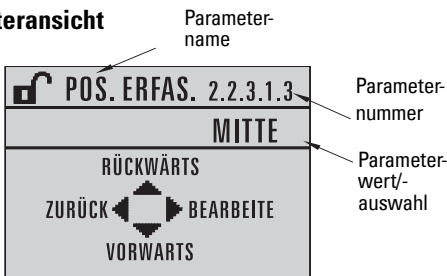 teransicht
Parameter-
name
POS. ERFAS. 2.2.3.1.3
Parameter-
nummer
MITTE
Parameter-
wert/-
auswahl
RÜCKWÄRTS
ZURÜCK BEARBEITE
VORWARTS